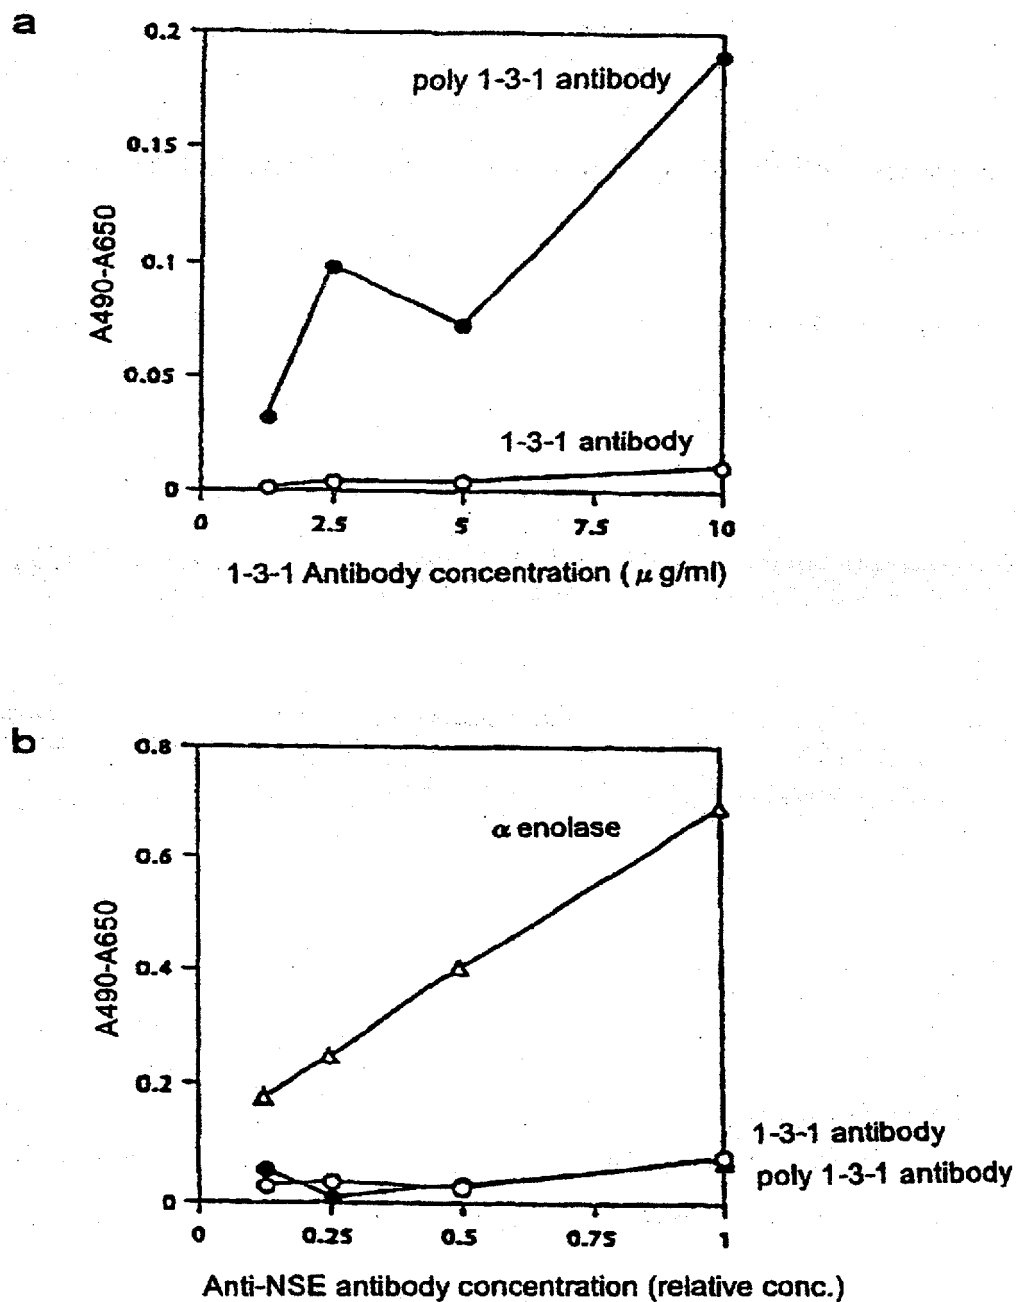 a
0.2
poly 1-3-1 antibody
0.15
A490-A650
0.1
0.05
1-3-1 antibody
0
0 2.5 5 7.5 10
1-3-1 Antibody concentration ( μ g/ml)
b
0.8
α enolase
0.6
A490-A650
0.4
0.2
1-3-1 antibody
poly 1-3-1 antibody
0
0 0.25 0.5 0.75 1
Anti-NSE antibody concentration (relative conc.)